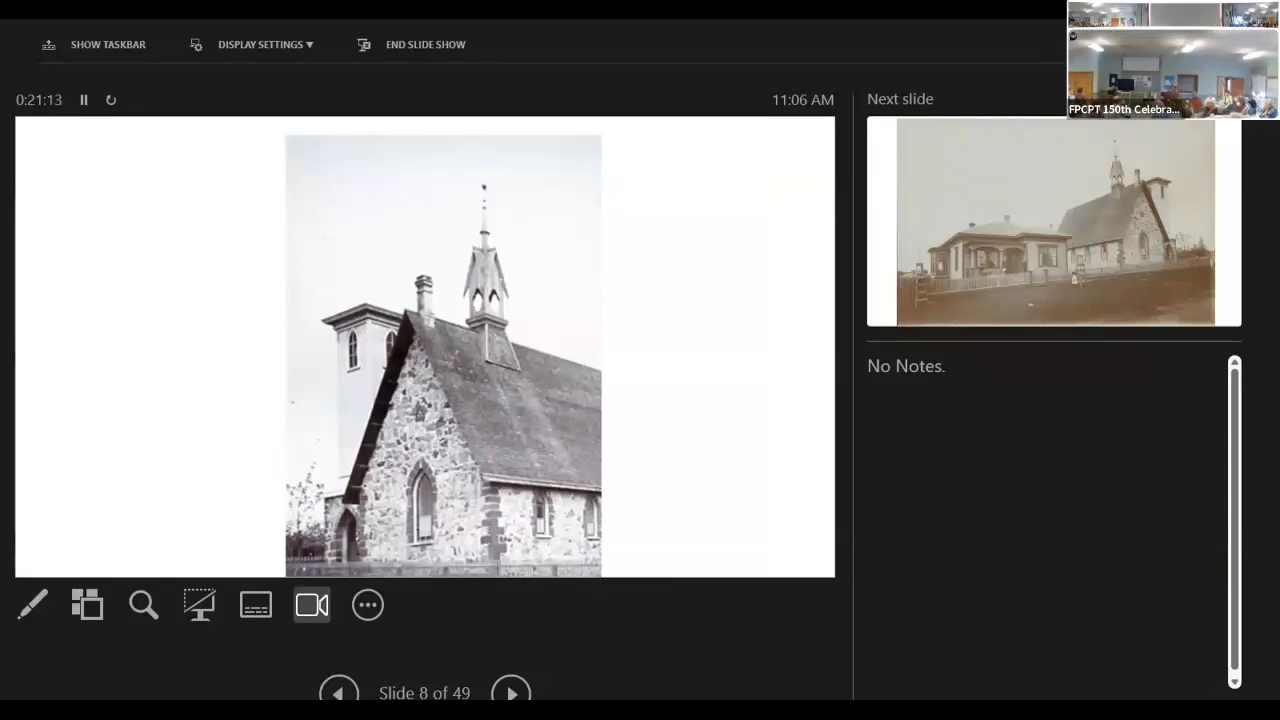 SHOW TASKBAR
DISPLAY SETTINGS ▾
END SLIDE SHOW
0:21:13
11:06 AM
Next slide
FPCPT 150th Celebra...
No Notes.
Slide 8 of 49